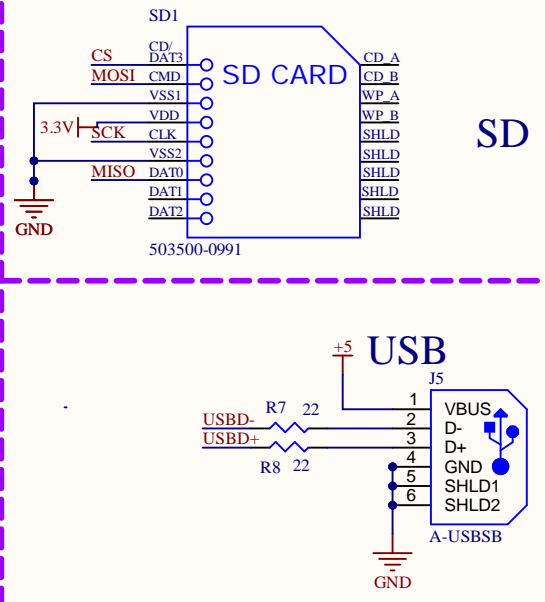 SD1
CD/
CS DAT3 CD_A
MOSI CMD SD CARD CD_B
VSS1 WP_A
3.3V VDD WP_B
SCK CLK SHLD
VSS2 SHLD
MISO DAT0 SHLD
DAT1 SHLD
DAT2 SHLD
SD
GND
503500-0991
USB
+5
J5
1 VBUS
USBD- R7 22 2 D-
USBD+ R8 22 3 D+
4 GND
5 SHLD1
6 SHLD2
A-USBSB
GND